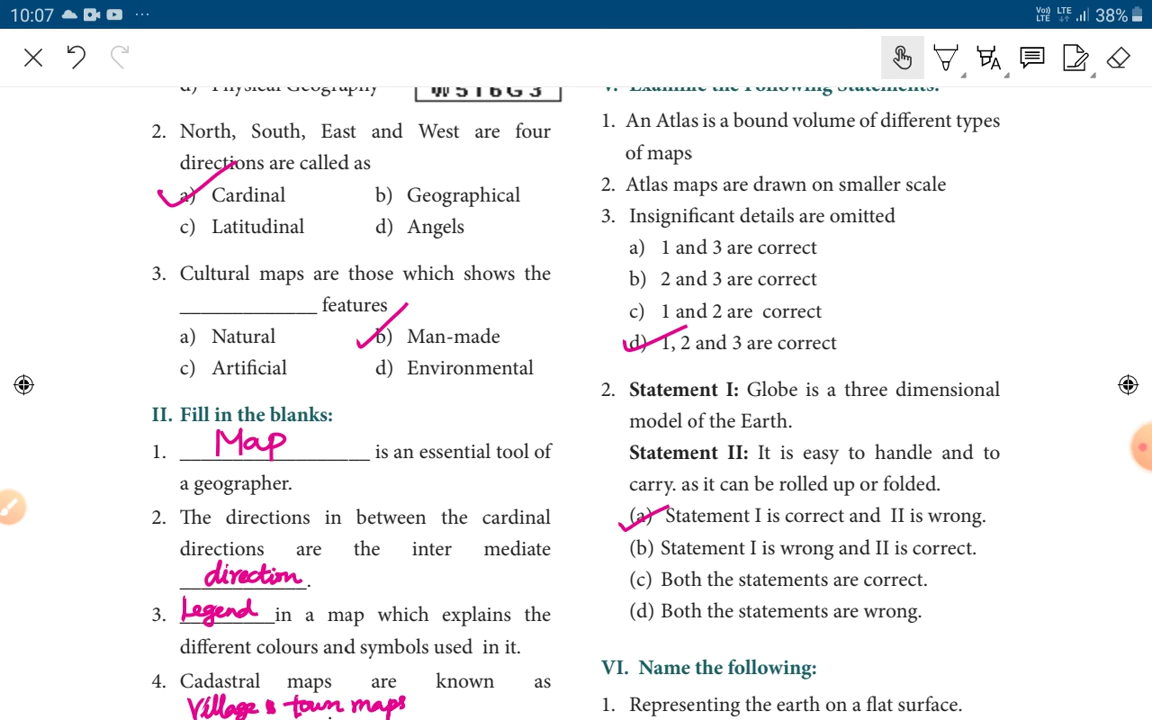 10:07
Vo)) LTE
LTE
38%
d) Physical Geography
W5T6G3
2. North, South, East and West are four
directions are called as
a) Cardinal b) Geographical
c) Latitudinal d) Angels
3. Cultural maps are those which shows the
_____________ features
a) Natural b) Man-made
c) Artificial d) Environmental
II. Fill in the blanks:
1. Map is an essential tool of
a geographer.
2. The directions in between the cardinal
directions are the inter mediate
direction.
3. Legend in a map which explains the
different colours and symbols used in it.
4. Cadastral maps are known as
Village & town maps
V. Examine the Following Statements:
1. An Atlas is a bound volume of different types
of maps
2. Atlas maps are drawn on smaller scale
3. Insignificant details are omitted
a) 1 and 3 are correct
b) 2 and 3 are correct
c) 1 and 2 are correct
d) 1, 2 and 3 are correct
2. Statement I: Globe is a three dimensional
model of the Earth.
Statement II: It is easy to handle and to
carry. as it can be rolled up or folded.
(a) Statement I is correct and II is wrong.
(b) Statement I is wrong and II is correct.
(c) Both the statements are correct.
(d) Both the statements are wrong.
VI. Name the following:
1. Representing the earth on a flat surface.